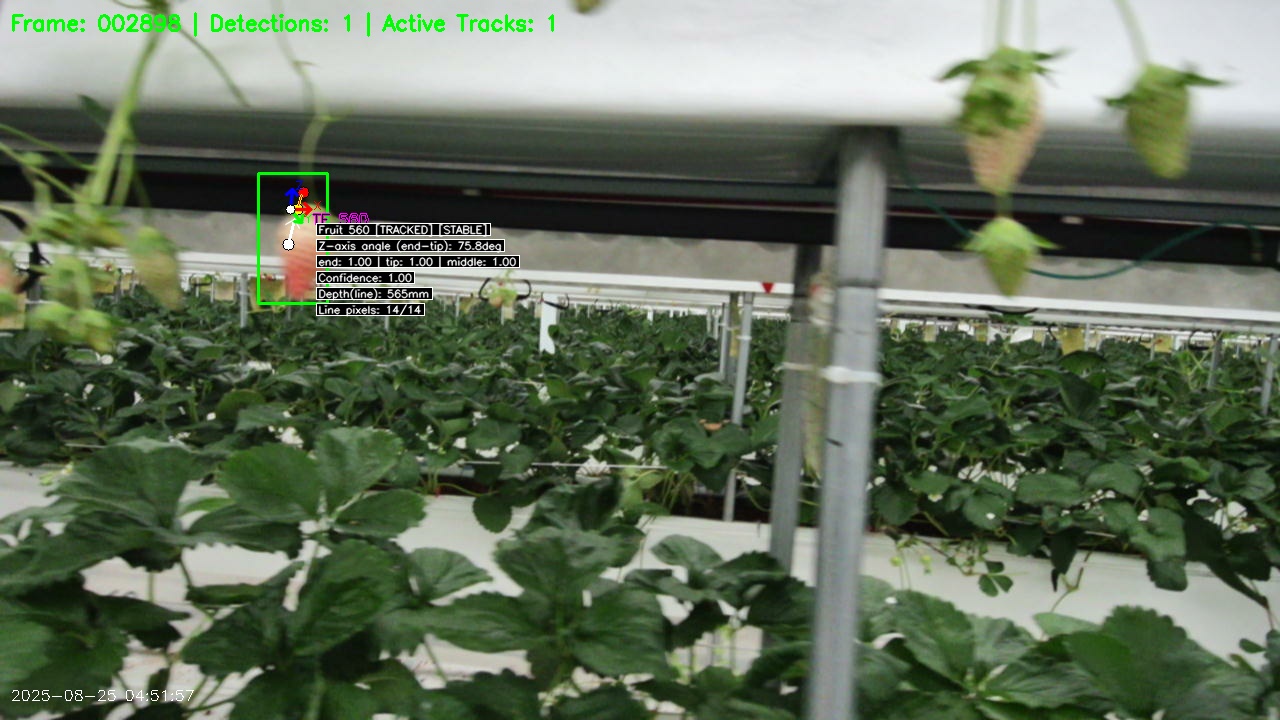 Frame: 002898 | Detections: 1 | Active Tracks: 1
TF_560
Fruit 560 [TRACKED] [STABLE]
Z-axis angle (end-tip): 75.8deg
end: 1.00 | tip: 1.00 | middle: 1.00
Confidence: 1.00
Depth(line): 565mm
Line pixels: 14/14
2025-08-25 04:51:57